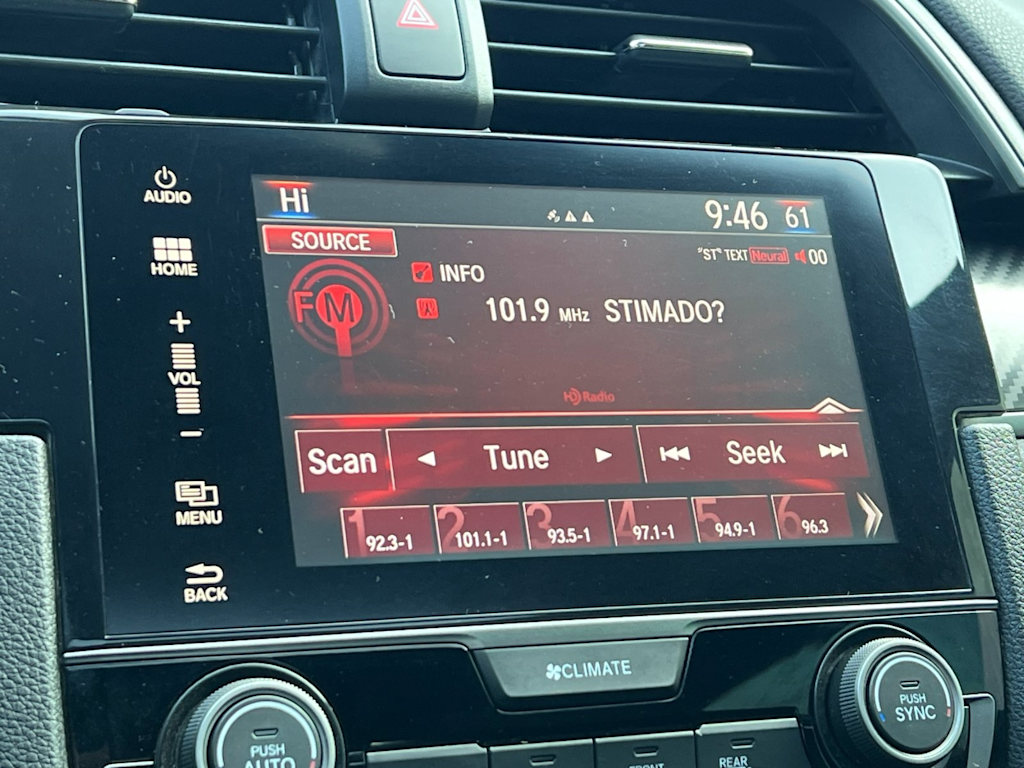 AUDIO
HOME
VOL
MENU
BACK
Hi
9:46 61
SOURCE
"ST" TEXT Neural 00
FM
INFO
101.9 MHz STIMADO?
HD Radio
Scan Tune Seek
1 92.3-1 2 101.1-1 3 93.5-1 4 97.1-1 5 94.9-1 6 96.3
CLIMATE
PUSH
AUTO
PUSH
SYNC
FRONT
REAR